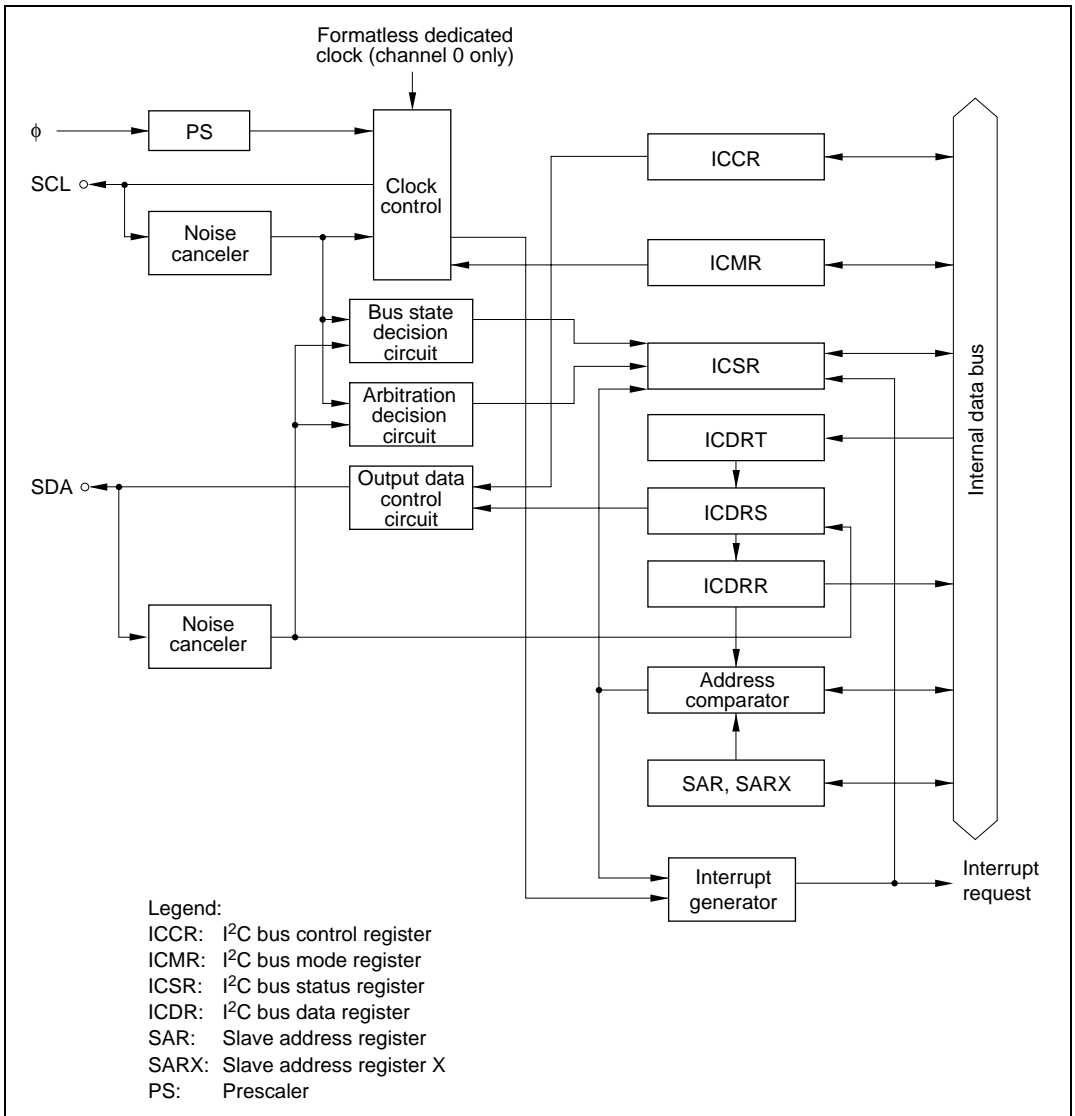 Formatless dedicated
clock (channel 0 only)
ϕ
PS
SCL
Clock
control
Noise
canceler
ICCR
ICMR
Bus state
decision
circuit
ICSR
Arbitration
decision
circuit
ICDRT
SDA
Output data
control
circuit
ICDRS
ICDRR
Noise
canceler
Address
comparator
SAR, SARX
Internal data bus
Interrupt
generator
Interrupt
request
Legend:
ICCR: I²C bus control register
ICMR: I²C bus mode register
ICSR: I²C bus status register
ICDR: I²C bus data register
SAR: Slave address register
SARX: Slave address register X
PS: Prescaler